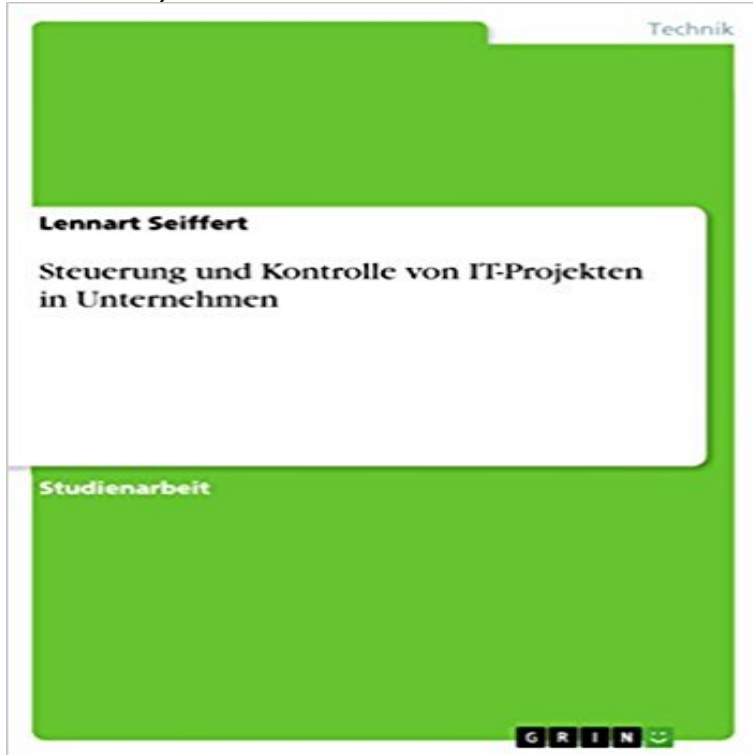 Technik
Lennart Seiffert
Steuerung und Kontrolle von IT-Projekten
in Unternehmen
Studienarbeit
GRIN